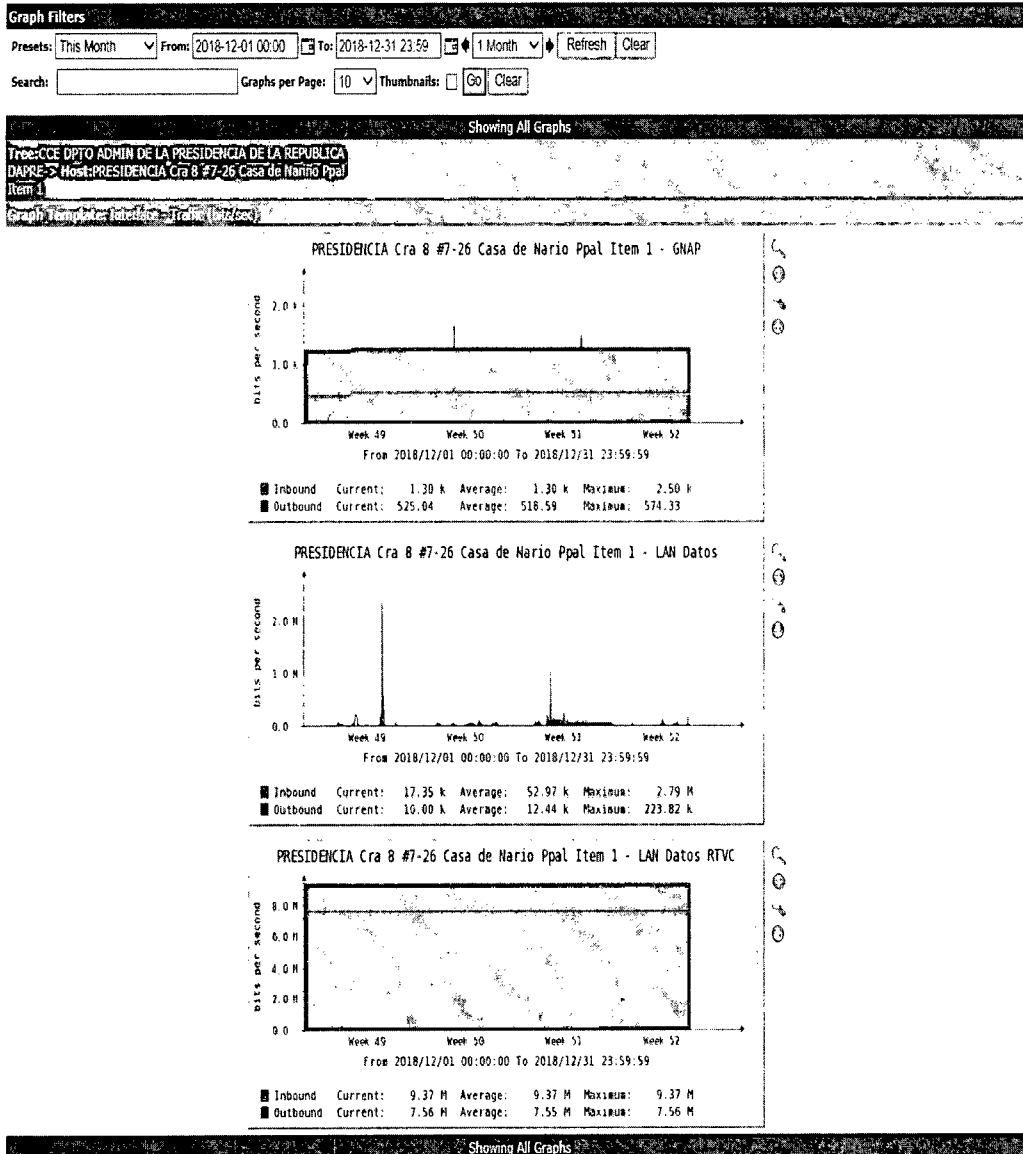 Graph Filters
Presets: This Month From: 2018-12-01 00:00 To: 2018-12-31 23:59 1 Month Refresh Clear
Search: Graphs per Page: 10 Thumbnails: Go Clear
Showing All Graphs
Tree:CCE DPTO ADMIN DE LA PRESIDENCIA DE LA REPUBLICA
DAPRE-> Host:PRESIDENCIA Cra 8 #7-26 Casa de Narino Ppal
Item 1
Graph Template: Interface - Traffic (bits/sec)
PRESIDENCIA Cra 8 #7-26 Casa de Nario Ppal Item 1 - GNAP
bits per second
2.0 k
1.0 k
0.0
Week 49 Week 50 Week 51 Week 52
From 2018/12/01 00:00:00 To 2018/12/31 23:59:59
Inbound Current: 1.30 k Average: 1.30 k Maximum: 2.50 k
Outbound Current: 525.04 Average: 518.59 Maximum: 574.33
PRESIDENCIA Cra 8 #7-26 Casa de Nario Ppal Item 1 - LAN Datos
bits per second
2.0 M
1.0 M
0.0
Week 49 Week 50 Week 51 Week 52
From 2018/12/01 00:00:00 To 2018/12/31 23:59:59
Inbound Current: 17.35 k Average: 52.97 k Maximum: 2.79 M
Outbound Current: 10.00 k Average: 12.44 k Maximum: 223.82 k
PRESIDENCIA Cra 8 #7-26 Casa de Nario Ppal Item 1 - LAN Datos RTVC
bits per second
8.0 M
6.0 M
4.0 M
2.0 M
0.0
Week 49 Week 50 Week 51 Week 52
From 2018/12/01 00:00:00 To 2018/12/31 23:59:59
Inbound Current: 9.37 M Average: 9.37 M Maximum: 9.37 M
Outbound Current: 7.56 M Average: 7.55 M Maximum: 7.56 M
Showing All Graphs